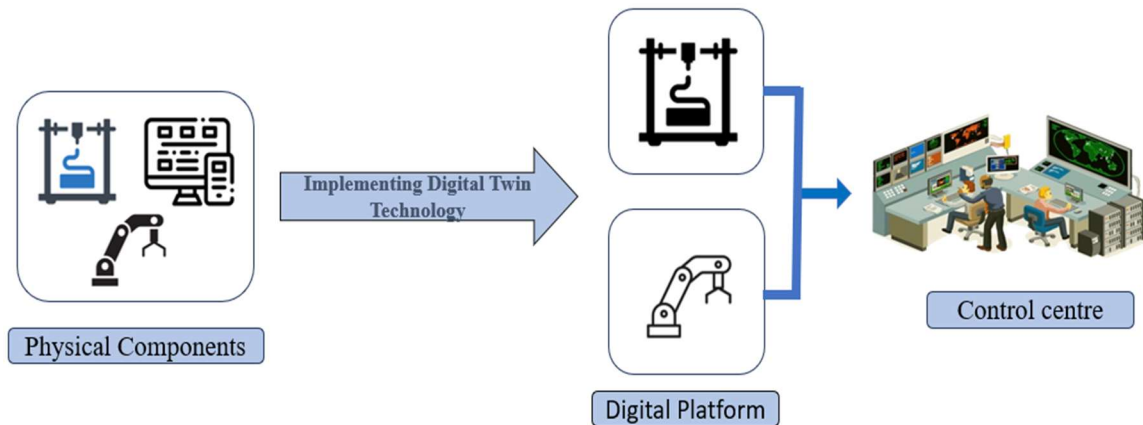 Implementing Digital Twin
Technology
Physical Components
Digital Platform
Control centre